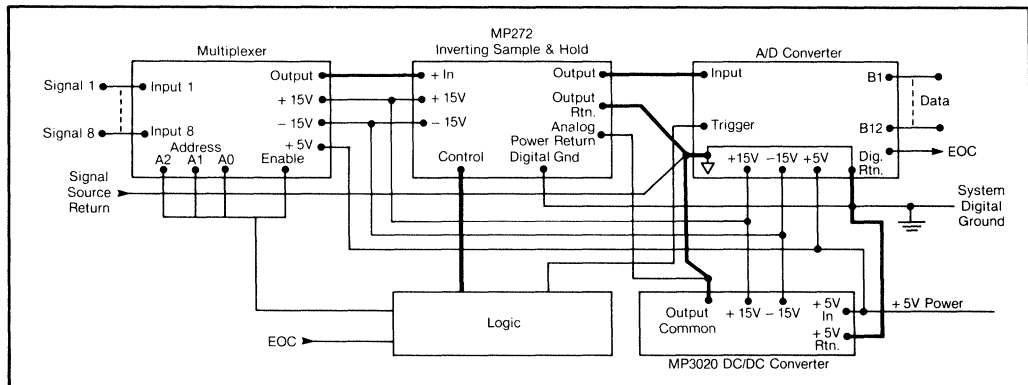 MP272
Multiplexer
Inverting Sample & Hold
A/D Converter
Signal 1
Input 1
Output
+ 15V
- 15V
+ 5V
Signal 8
Input 8
Address
A2 A1 A0
Enable
+ In
+ 15V
- 15V
Output
Output
Rtn.
Analog
Power Return
Control
Digital Gnd
Input
Trigger
B1
Data
B12
EOC
Dig.
Rtn.
+15V -15V +5V
Signal
Source
Return
System
Digital
Ground
Logic
EOC
Output
Common
+ 15V - 15V
+ 5V
In
+ 5V
Rtn.
+ 5V Power
MP3020 DC/DC Converter